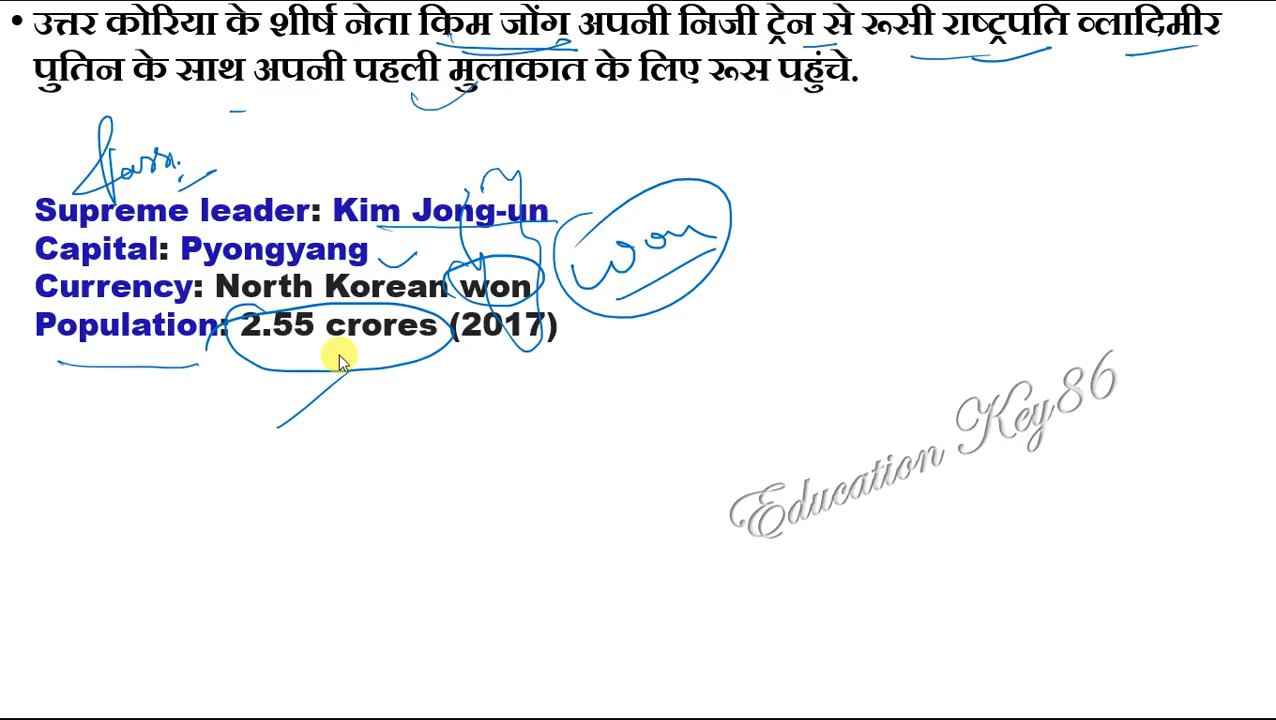 • उत्तर कोरिया के शीर्ष नेता किम जोंग अपनी निजी ट्रेन से रूसी राष्ट्रपति व्लादिमीर
पुतिन के साथ अपनी पहली मुलाकात के लिए रूस पहुंचे.
Supreme leader: Kim Jong-un
Capital: Pyongyang
won
Currency: North Korean won
Population: 2.55 crores (2017)
Education Key86